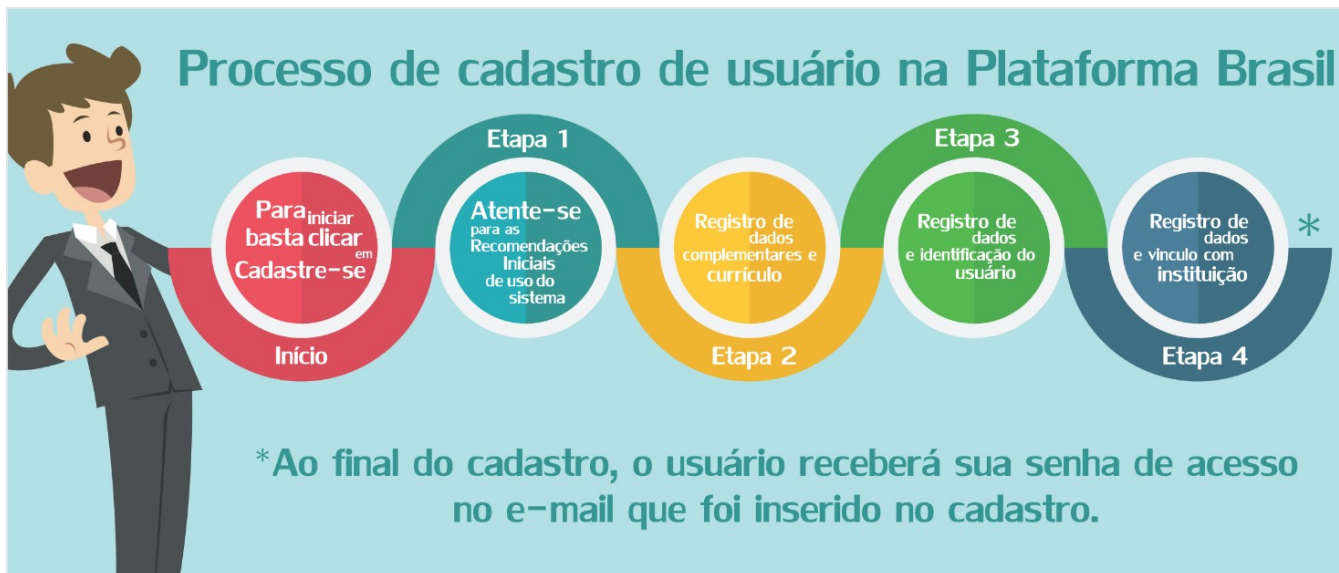 Processo de cadastro de usuário na Plataforma Brasil
Início
Para iniciar
basta clicar
em
Cadastre-se
Etapa 1
Atente-se
para as
Recomendações
Iniciais
de uso do
sistema
Etapa 2
Registro de
dados
complementares e
currículo
Etapa 3
Registro de
dados
e identificação do
usuário
Etapa 4
Registro de
dados
e vinculo com
instituição
*
*Ao final do cadastro, o usuário receberá sua senha de acesso
no e-mail que foi inserido no cadastro.